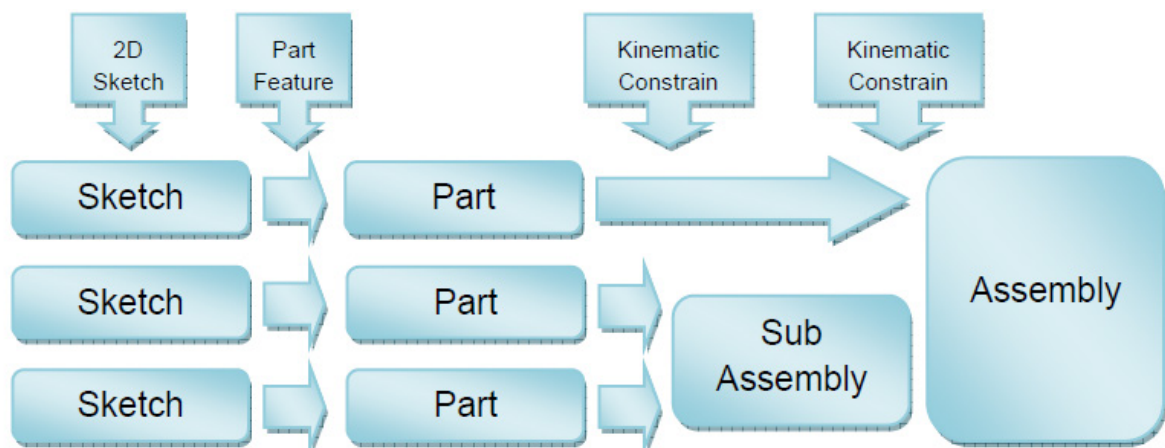 2D
Sketch
Part
Feature
Kinematic
Constrain
Kinematic
Constrain
Sketch
Part
Sketch
Part
Sketch
Part
Sub
Assembly
Assembly